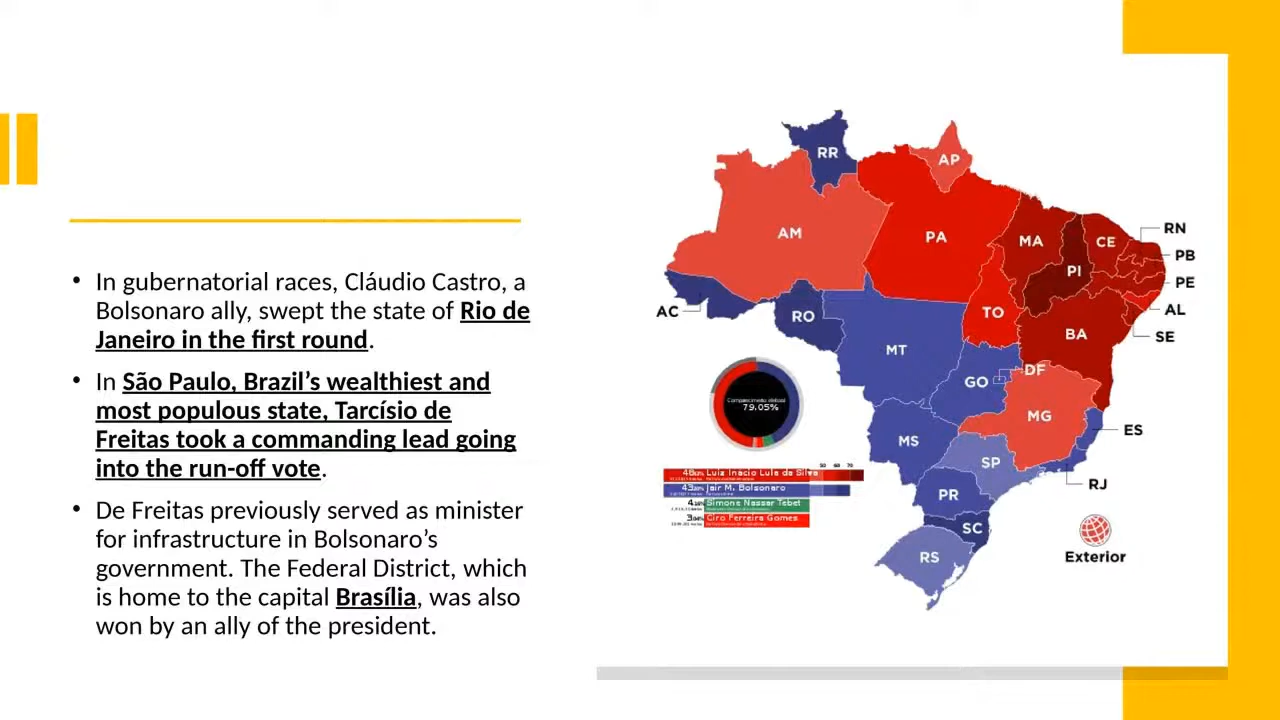 • In gubernatorial races, Cláudio Castro, a
Bolsonaro ally, swept the state of Rio de
Janeiro in the first round.
• In São Paulo, Brazil’s wealthiest and
most populous state, Tarcísio de
Freitas took a commanding lead going
into the run-off vote.
• De Freitas previously served as minister
for infrastructure in Bolsonaro’s
government. The Federal District, which
is home to the capital Brasília, was also
won by an ally of the president.
RR
AP
AM
PA
MA
CE
RN
PB
PI
PE
AC
RO
TO
AL
BA
SE
MT
GO
DF
MG
ES
MS
SP
RJ
PR
SC
RS
Exterior
Comparecimento eleitoral
79.05%
50 60 70
Luiz Inácio Lula da Silva
Jair M. Bolsonaro
Simone Nassar Tebet
Ciro Ferreira Gomes